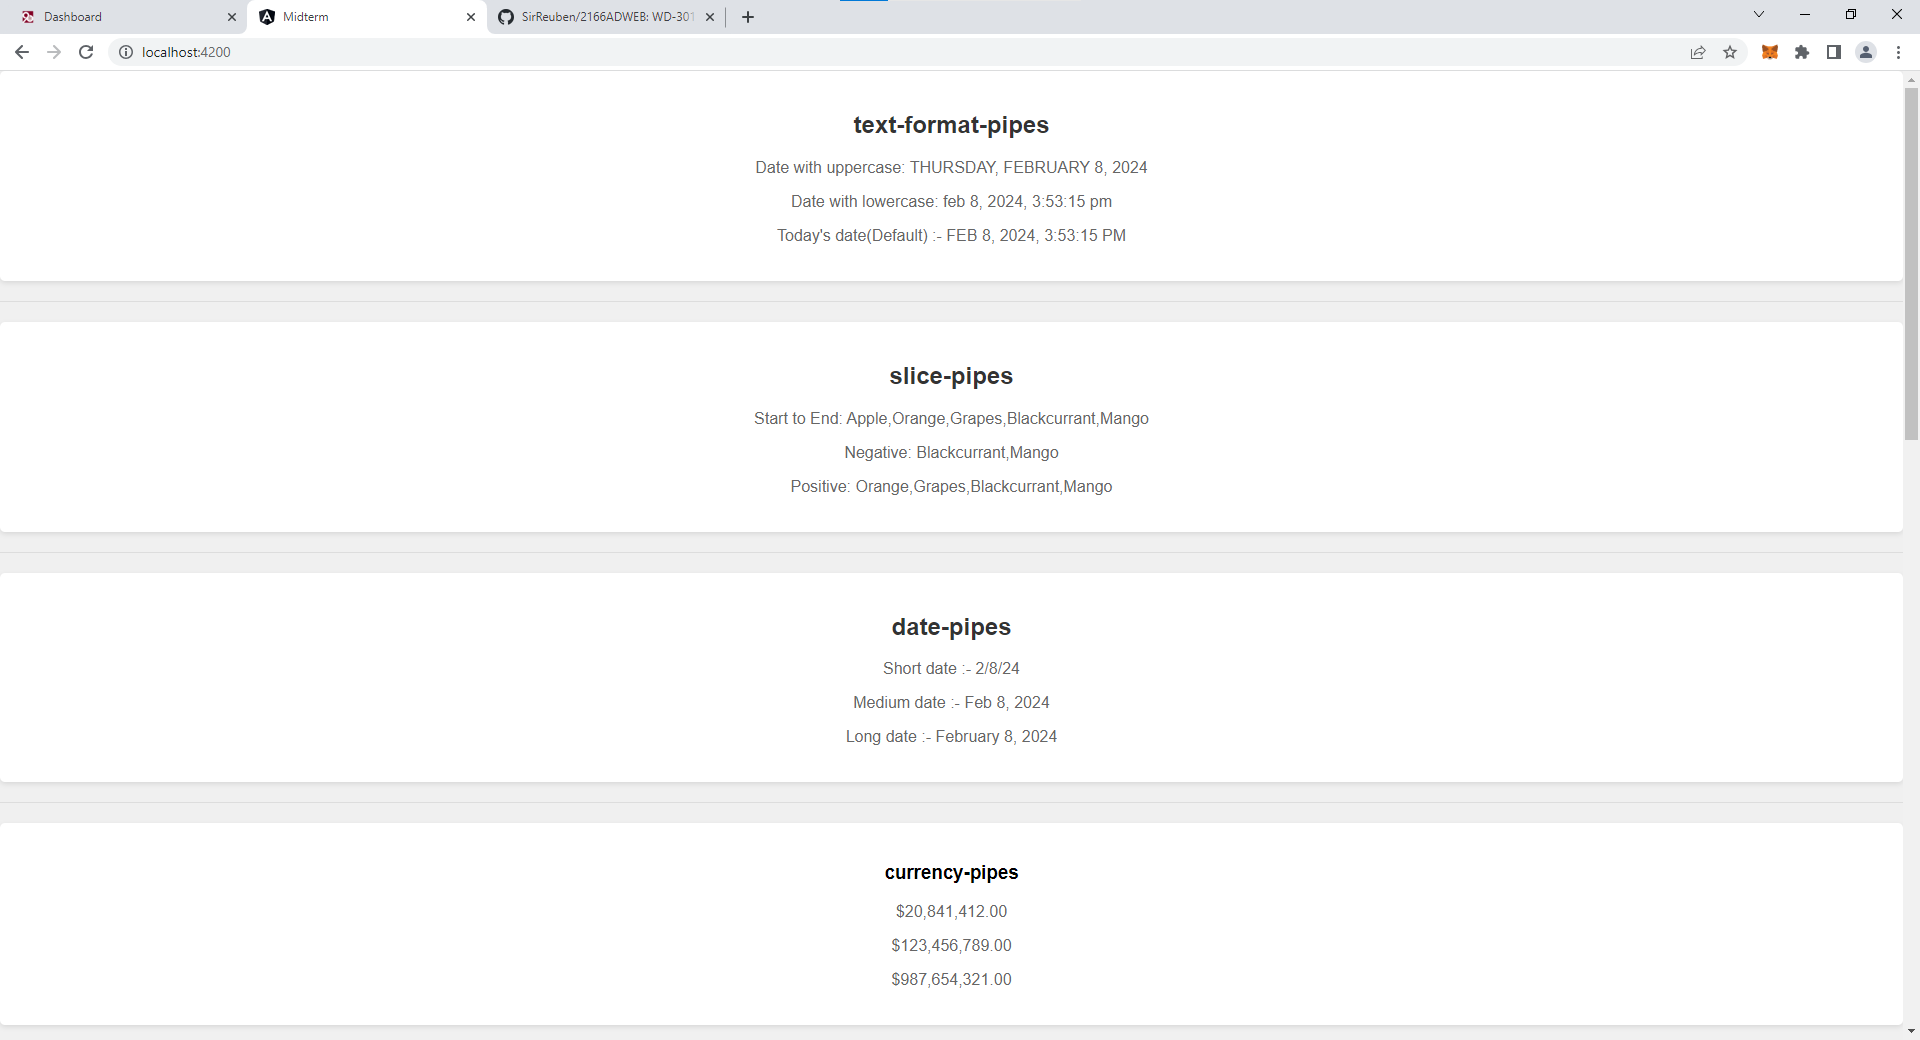 Dashboard
Midterm
SirReuben/2166ADWEB: WD-301
localhost:4200
text-format-pipes
Date with uppercase: THURSDAY, FEBRUARY 8, 2024
Date with lowercase: feb 8, 2024, 3:53:15 pm
Today's date(Default) :- FEB 8, 2024, 3:53:15 PM
slice-pipes
Start to End: Apple,Orange,Grapes,Blackcurrant,Mango
Negative: Blackcurrant,Mango
Positive: Orange,Grapes,Blackcurrant,Mango
date-pipes
Short date :- 2/8/24
Medium date :- Feb 8, 2024
Long date :- February 8, 2024
currency-pipes
$20,841,412.00
$123,456,789.00
$987,654,321.00